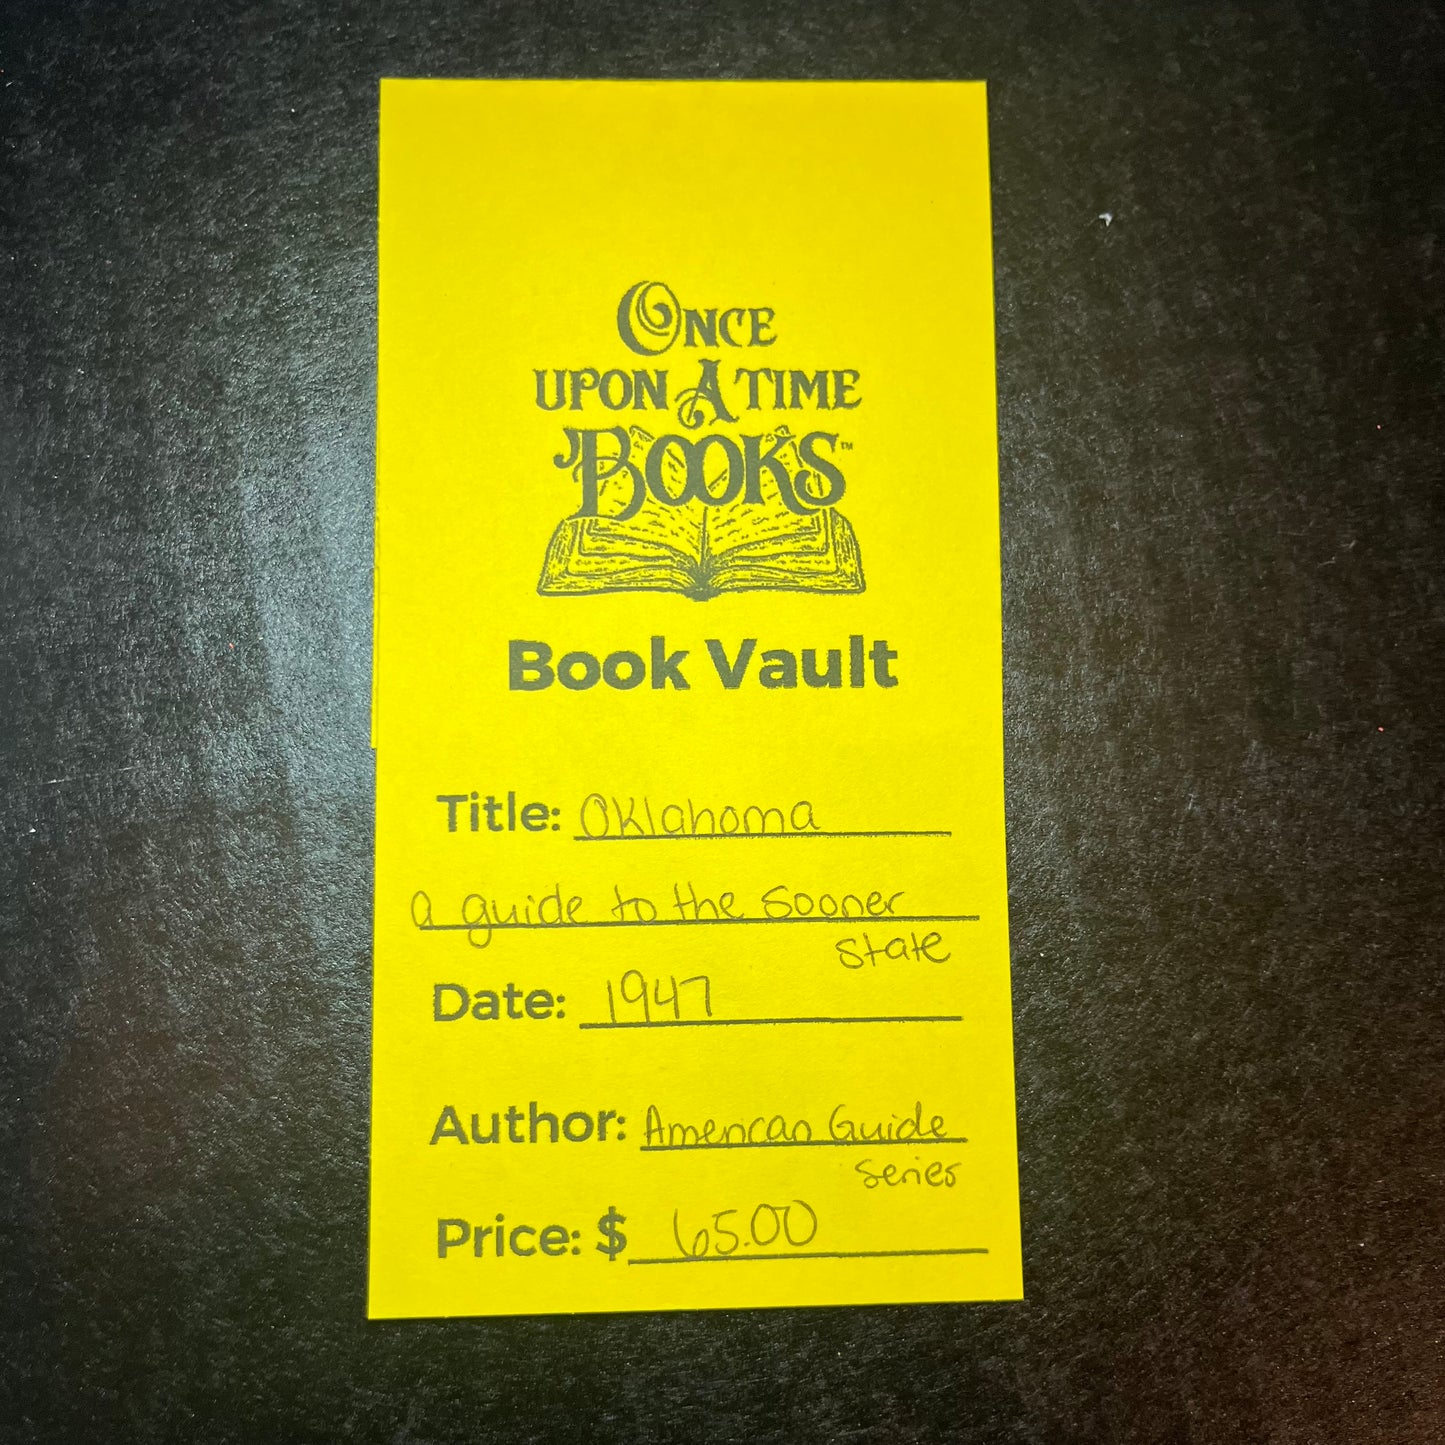 ONCE
UPON A TIME
BOOKS™
Book Vault
Title: Oklahoma
a guide to the Sooner
State
Date: 1947
Author: American Guide
Series
Price: $ 65.00